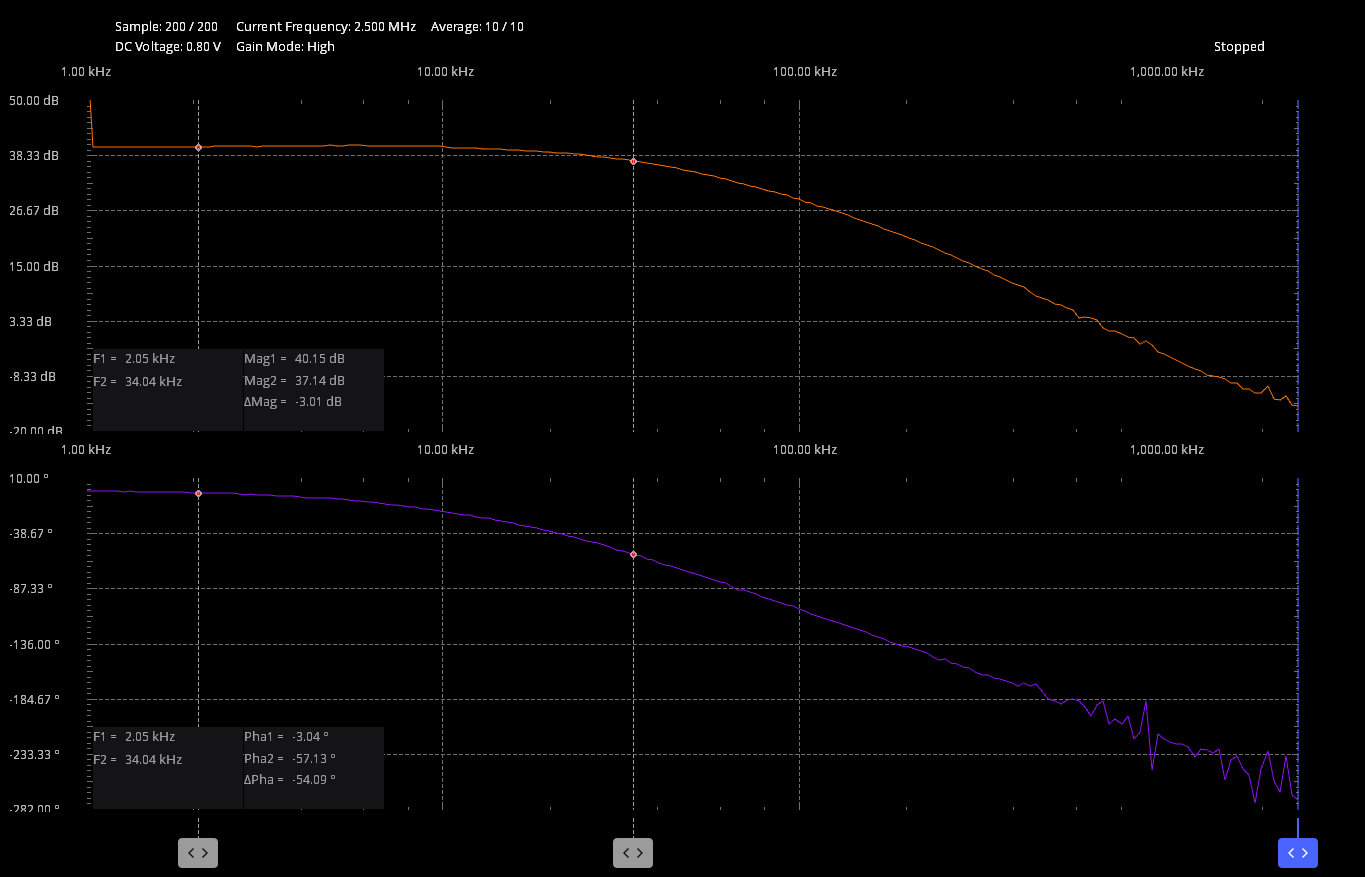 Sample: 200 / 200 Current Frequency: 2.500 MHz Average: 10 / 10
DC Voltage: 0.80 V Gain Mode: High Stopped
1.00 kHz 10.00 kHz 100.00 kHz 1,000.00 kHz
50.00 dB
38.33 dB
26.67 dB
15.00 dB
3.33 dB
F1 = 2.05 kHz Mag1 = 40.15 dB
-8.33 dB
F2 = 34.04 kHz Mag2 = 37.14 dB
ΔMag = -3.01 dB
-20.00 dB
1.00 kHz 10.00 kHz 100.00 kHz 1,000.00 kHz
10.00 °
-38.67 °
-87.33 °
-136.00 °
-184.67 °
F1 = 2.05 kHz Pha1 = -3.04 °
-233.33 °
F2 = 34.04 kHz Pha2 = -57.13 °
ΔPha = -54.09 °
-282.00 °